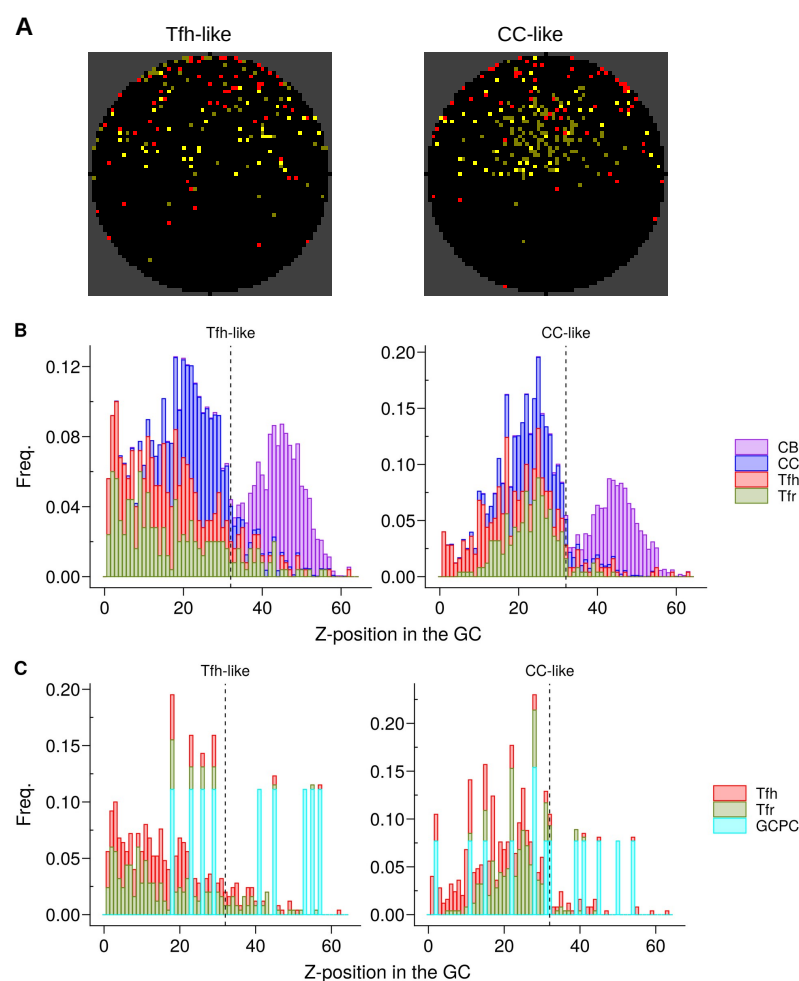 A
Tfh-like CC-like
B
Tfh-like CC-like
Freq.
0.12
0.08
0.04
0.00
0 20 40 60
0.20
0.15
0.10
0.05
0.00
0 20 40 60
Z-position in the GC
CB
CC
Tfh
Tfr
C
Tfh-like CC-like
Freq.
0.20
0.15
0.10
0.05
0.00
0 20 40 60
0.20
0.15
0.10
0.05
0.00
0 20 40 60
Z-position in the GC
Tfh
Tfr
GCPC